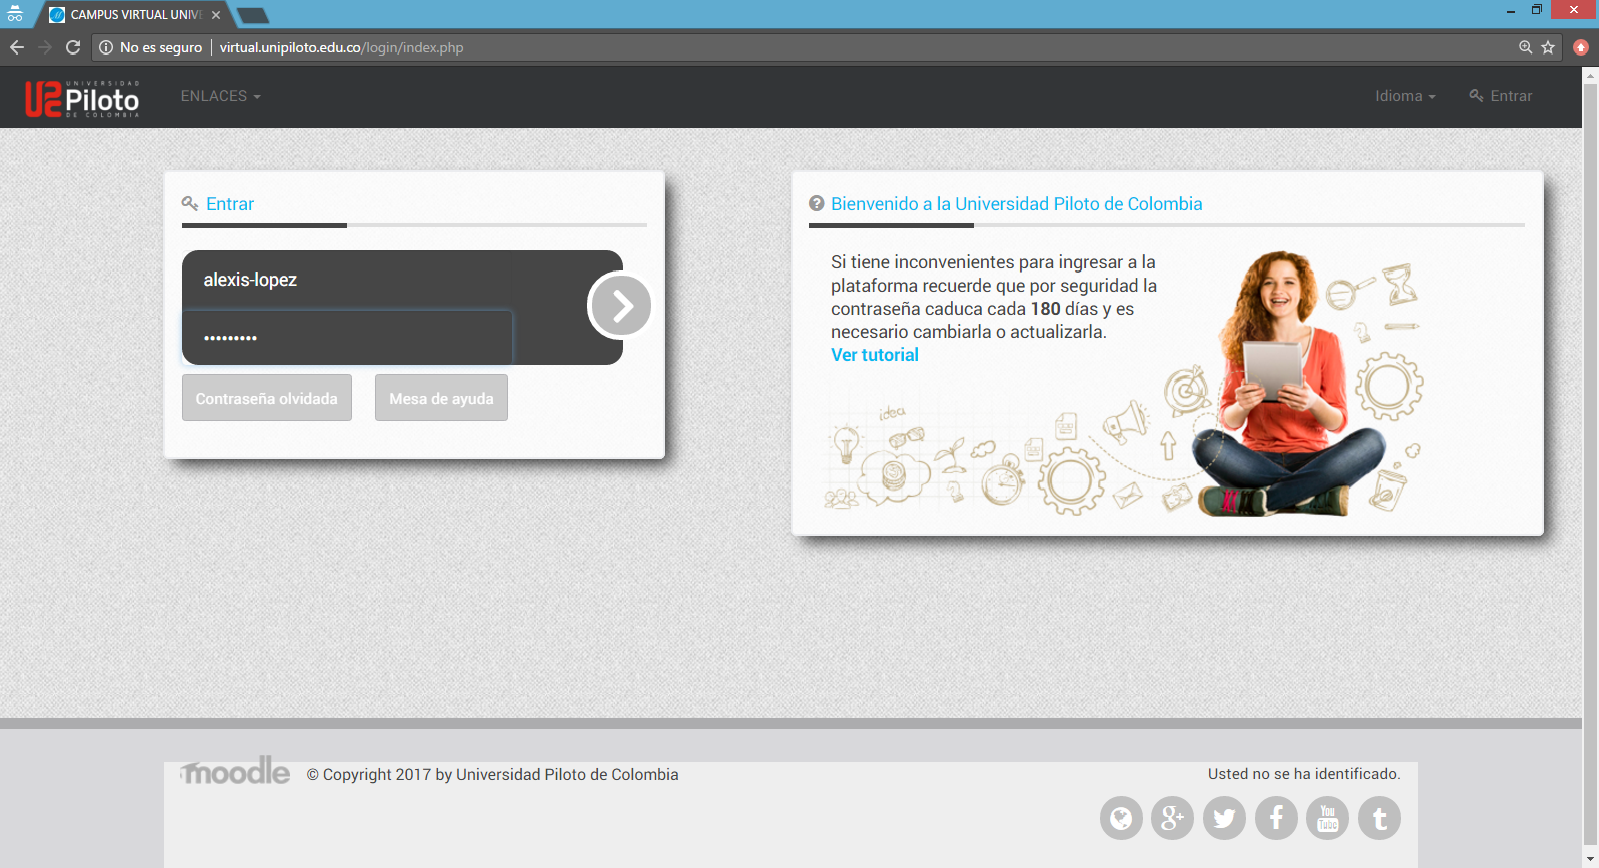 CAMPUS VIRTUAL UNIVE
No es seguro
virtual.unipiloto.edu.co/login/index.php
UNIVERSIDAD
Piloto
DE COLOMBIA
ENLACES
Idioma
Entrar
Entrar
alexis-lopez
•••••••••
Contraseña olvidada
Mesa de ayuda
Bienvenido a la Universidad Piloto de Colombia
Si tiene inconvenientes para ingresar a la
plataforma recuerde que por seguridad la
contraseña caduca cada 180 días y es
necesario cambiarla o actualizarla.
Ver tutorial
idea
moodle
© Copyright 2017 by Universidad Piloto de Colombia
Usted no se ha identificado.
g+
f
You
Tube
t